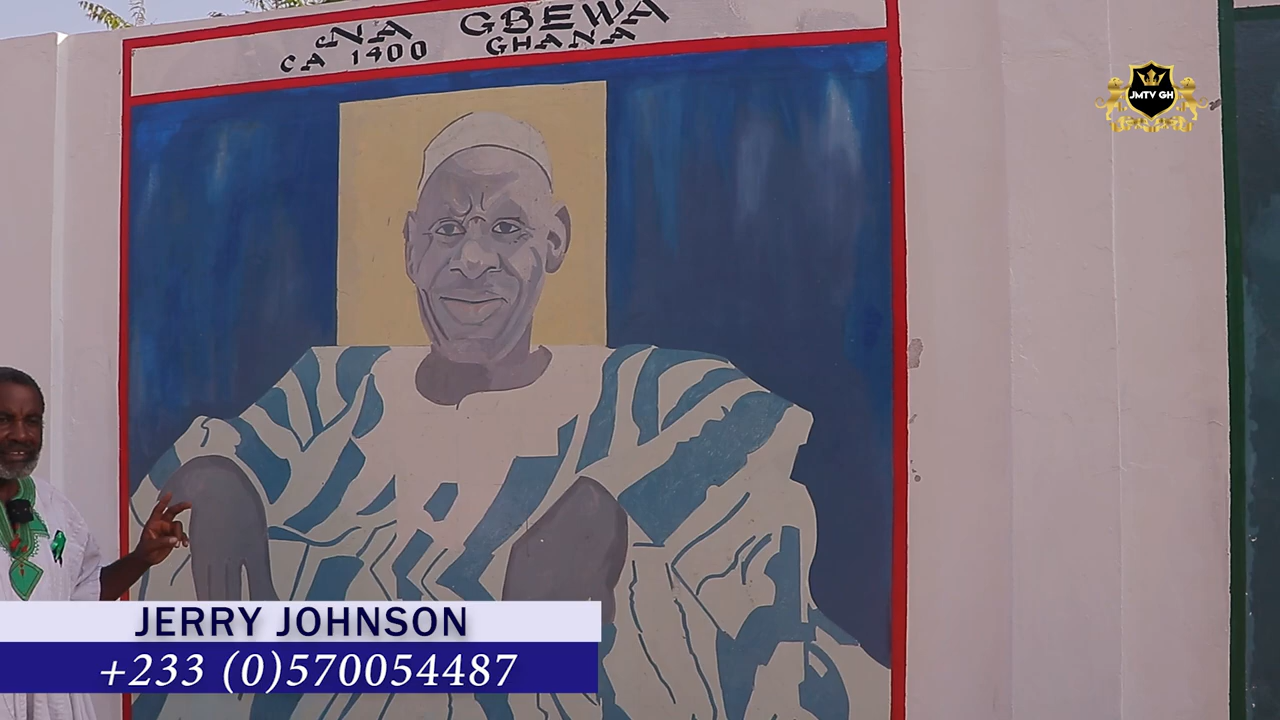 NA GBEWA
CA 1400 GHANA
JMTV GH
JERRY JOHNSON
+233 (0)570054487